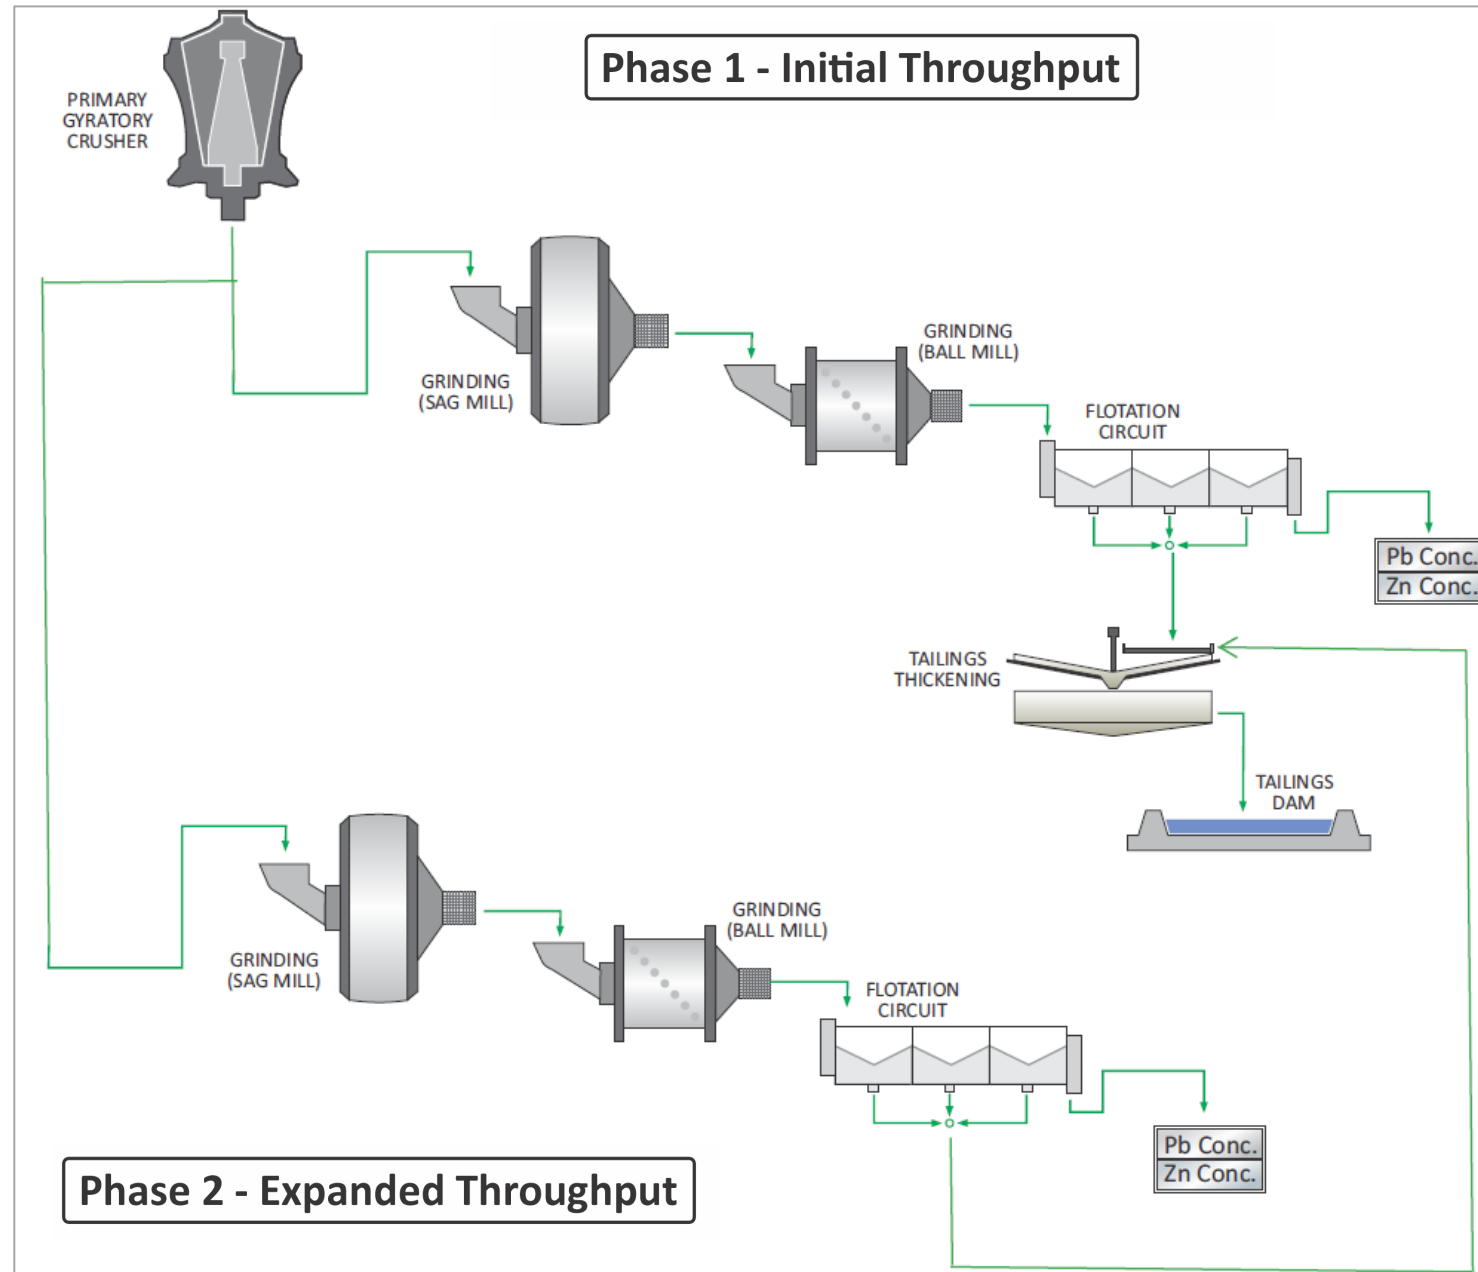 Phase 1 - Initial Throughput
PRIMARY
GYRATORY
CRUSHER
GRINDING
(SAG MILL)
GRINDING
(BALL MILL)
FLOTATION
CIRCUIT
Pb Conc.
Zn Conc.
TAILINGS
THICKENING
TAILINGS
DAM
GRINDING
(SAG MILL)
GRINDING
(BALL MILL)
FLOTATION
CIRCUIT
Pb Conc.
Zn Conc.
Phase 2 - Expanded Throughput